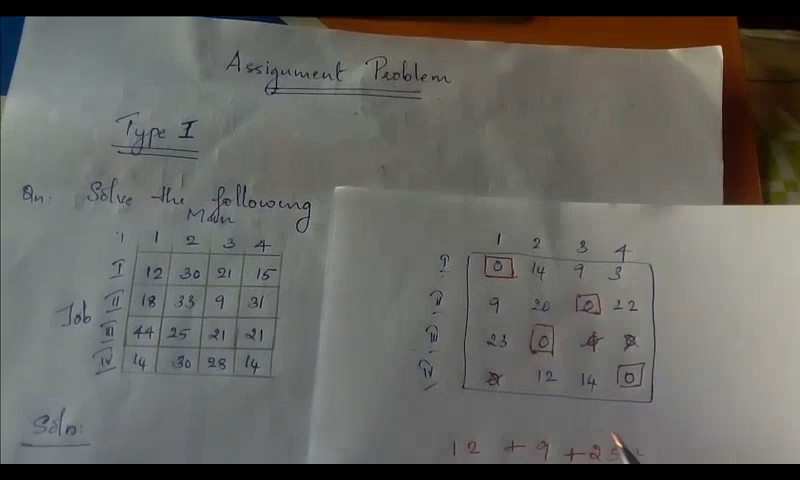 Assignment Problem
Type I
Qn: Solve the following
Man
1 2 3 4
I 12 30 21 15
II 18 33 9 31
Job
III 44 25 21 21
IV 14 30 28 14
Soln:
1 2 3 4
I 0 14 9 3
II 9 20 0 22
III 23 0 0
IV 0 12 14 0
12 + 9 + 25